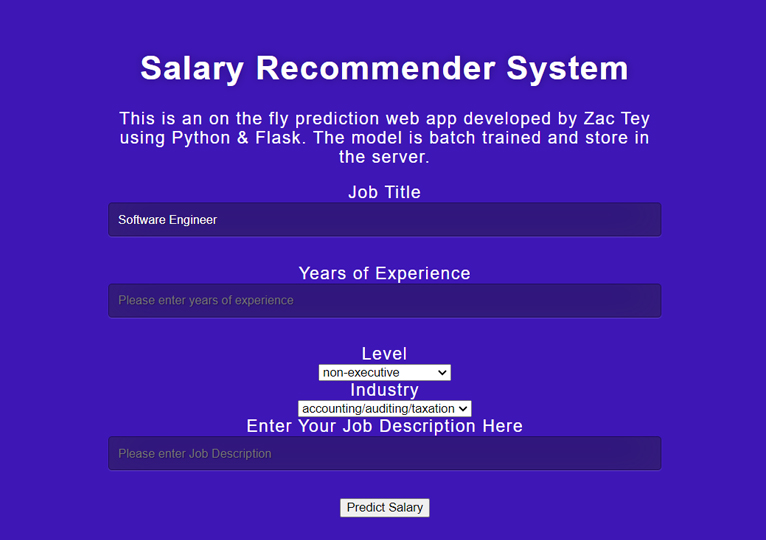 Salary Recommender System
This is an on the fly prediction web app developed by Zac Tey
using Python & Flask. The model is batch trained and store in
the server.
Job Title
Software Engineer
Years of Experience
Please enter years of experience
Level
non-executive
Industry
accounting/auditing/taxation
Enter Your Job Description Here
Please enter Job Description
Predict Salary